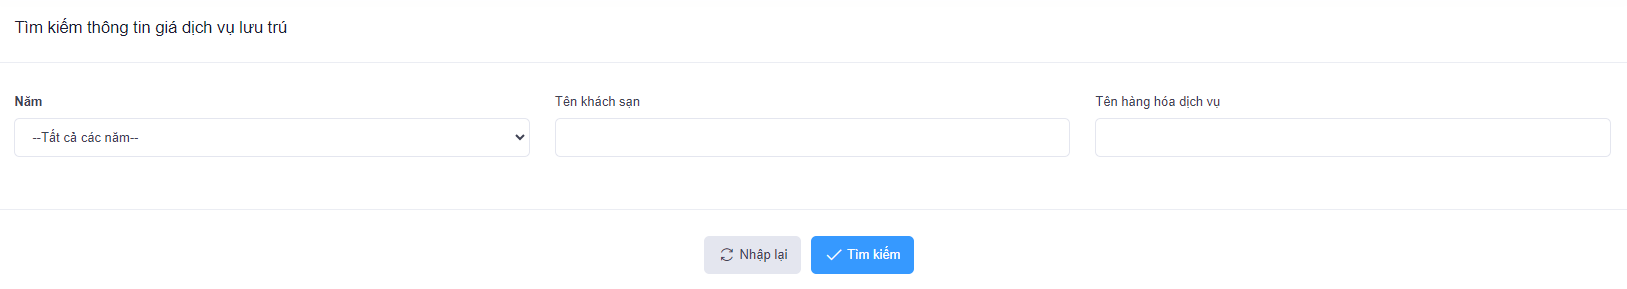 Tìm kiếm thông tin giá dịch vụ lưu trú
Năm
Tên khách sạn
Tên hàng hóa dịch vụ
--Tất cả các năm--
Nhập lại
Tìm kiếm